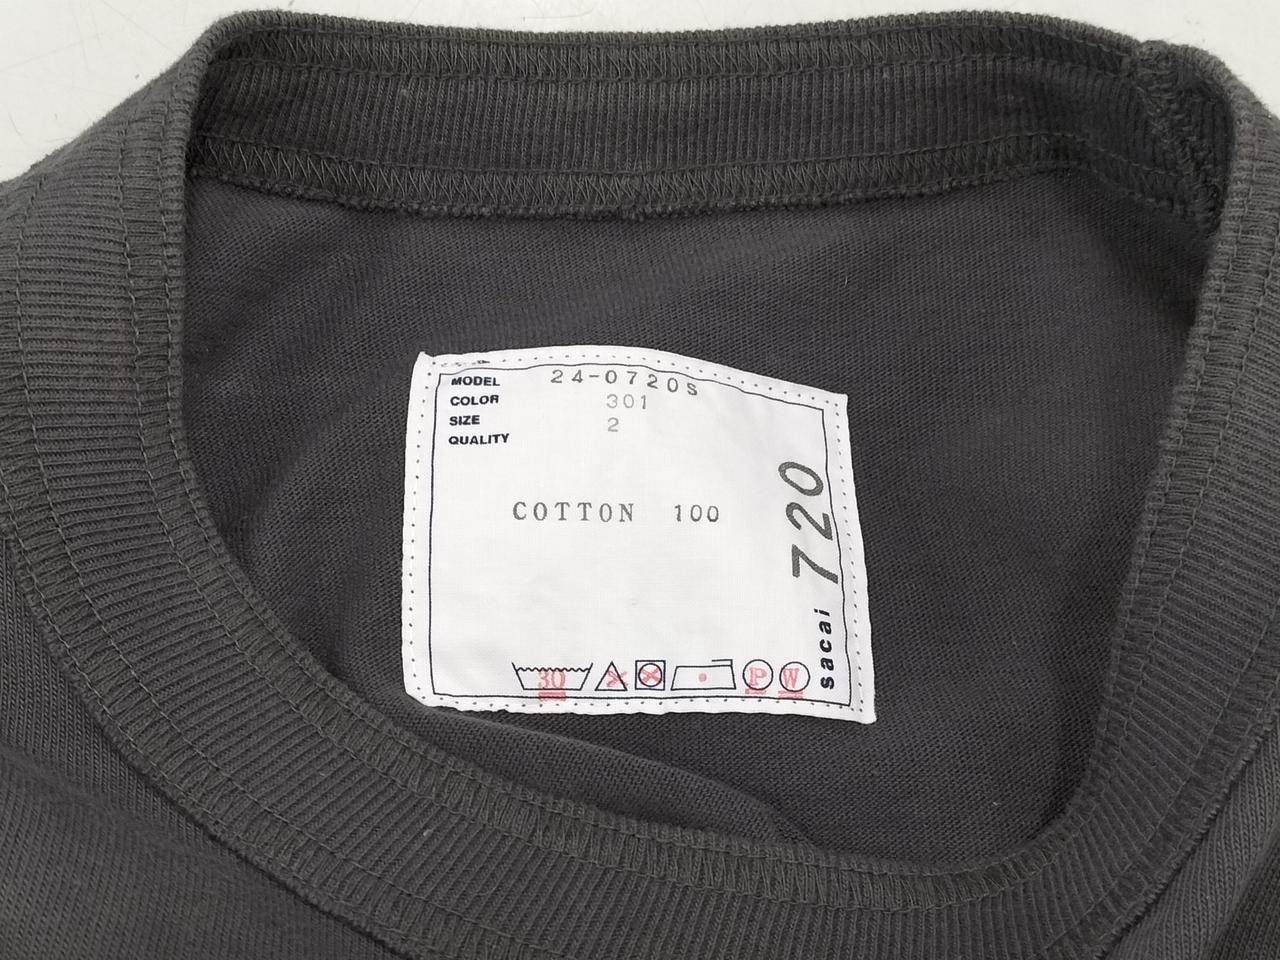 MODEL 24-0720S
COLOR 301
SIZE 2
QUALITY
COTTON 100
sacai 720
30 P W